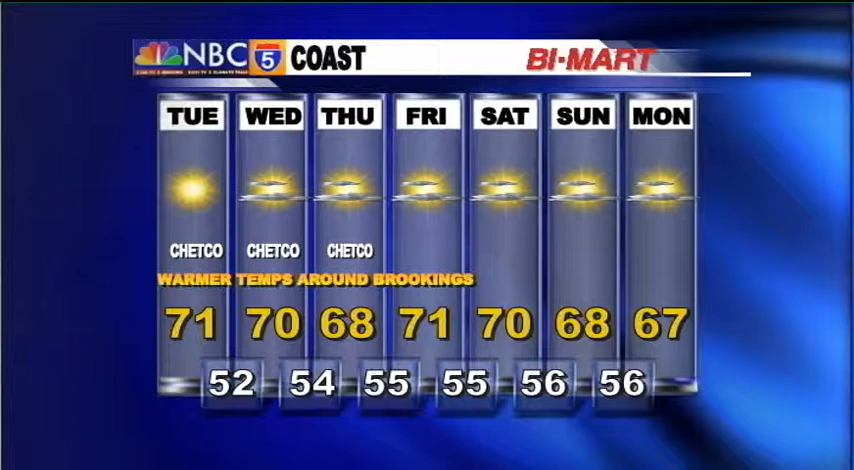 NBC 5 COAST BI-MART
TUE WED THU FRI SAT SUN MON
CHETCO CHETCO CHETCO
WARMER TEMPS AROUND BROOKINGS
71 70 68 71 70 68 67
52 54 55 55 56 56